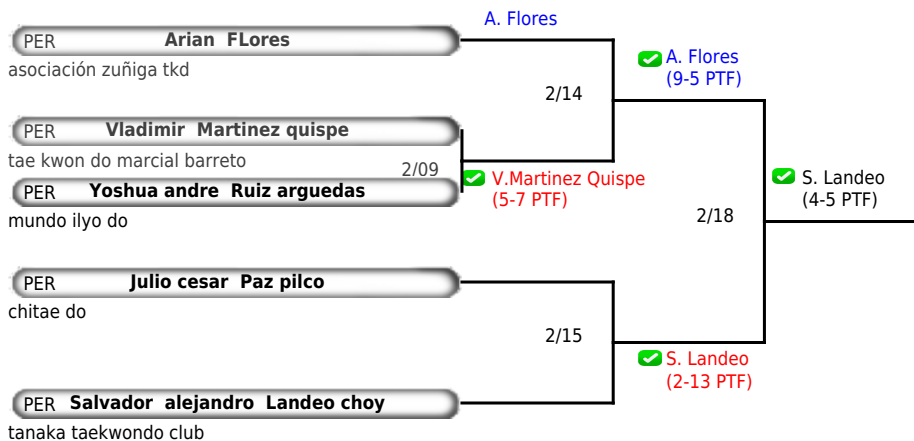 A. Flores
PER Arian FLores
asociación zuñiga tkd
A. Flores
(9-5 PTF)
2/14
PER Vladimir Martinez quispe
tae kwon do marcial barreto
2/09
V.Martinez Quispe
(5-7 PTF)
PER Yoshua andre Ruiz arguedas
mundo ilyo do
S. Landeo
(4-5 PTF)
2/18
PER Julio cesar Paz pilco
chitae do
2/15
S. Landeo
(2-13 PTF)
PER Salvador alejandro Landeo choy
tanaka taekwondo club